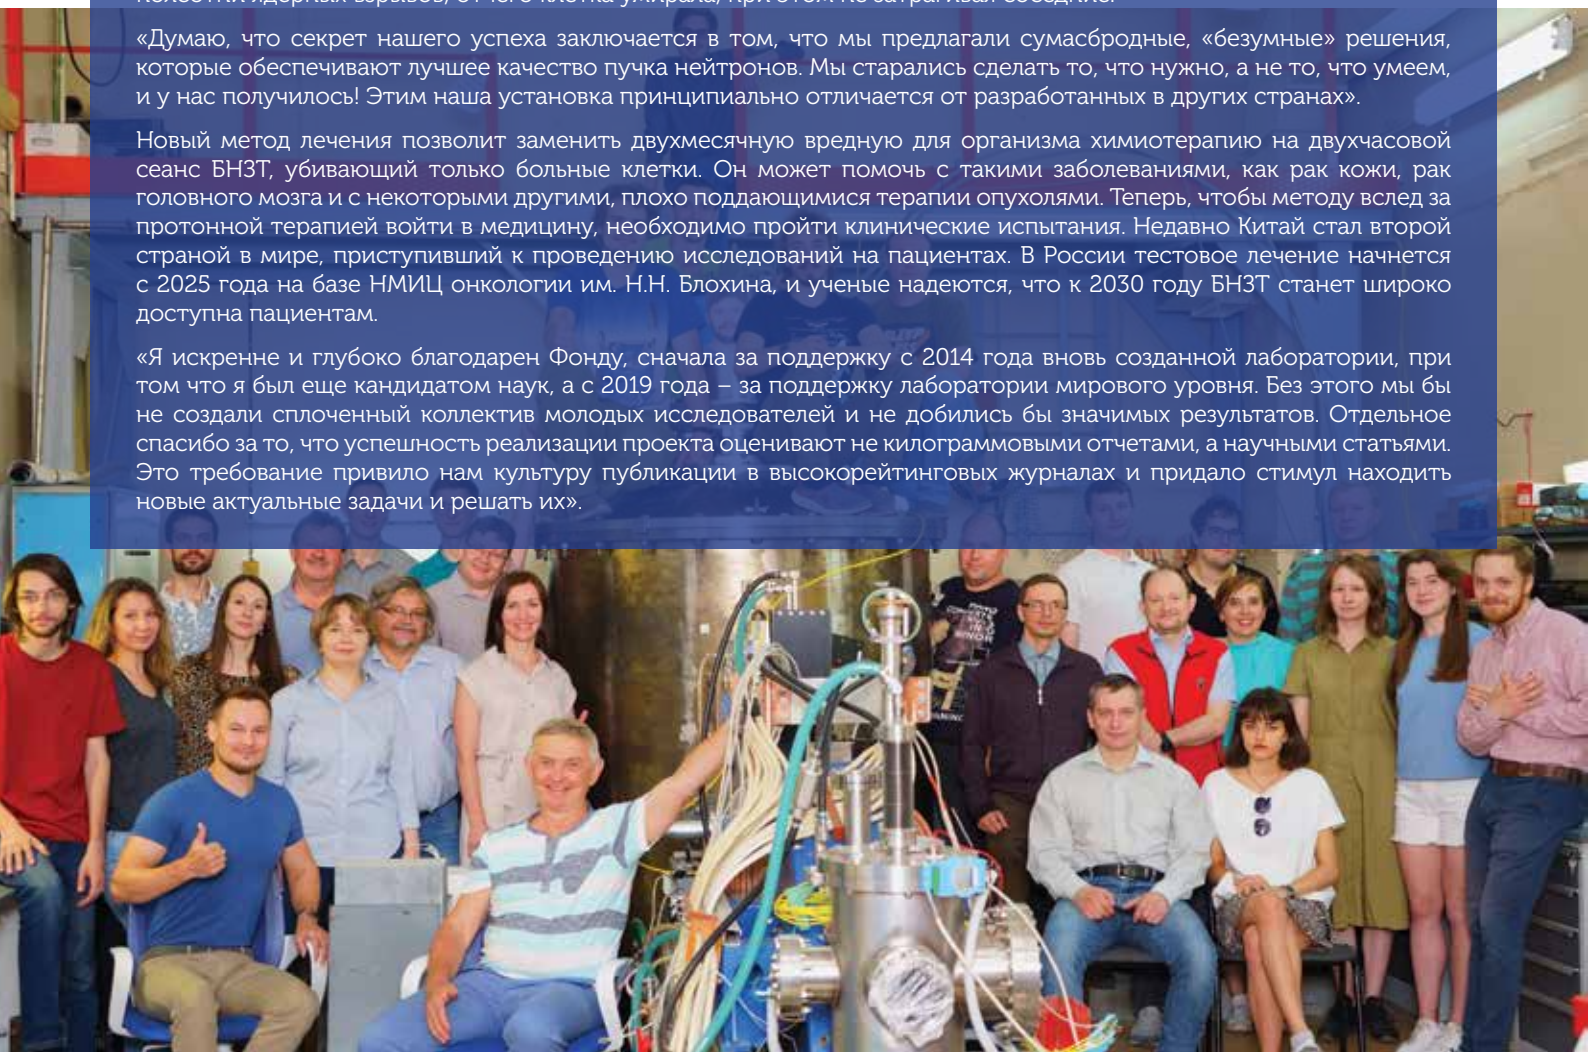 «Думаю, что секрет нашего успеха заключается в том, что мы предлагали сумасбродные, «безумные» решения,
которые обеспечивают лучшее качество пучка нейтронов. Мы старались сделать то, что нужно, а не то, что умеем,
и у нас получилось! Этим наша установка принципиально отличается от разработанных в других странах».
Новый метод лечения позволит заменить двухмесячную вредную для организма химиотерапию на двухчасовой
сеанс БНЗТ, убивающий только больные клетки. Он может помочь с такими заболеваниями, как рак кожи, рак
головного мозга и с некоторыми другими, плохо поддающимися терапии опухолями. Теперь, чтобы методу вслед за
протонной терапией войти в медицину, необходимо пройти клинические испытания. Недавно Китай стал второй
страной в мире, приступивший к проведению исследований на пациентах. В России тестовое лечение начнется
с 2025 года на базе НМИЦ онкологии им. Н.Н. Блохина, и ученые надеются, что к 2030 году БНЗТ станет широко
доступна пациентам.
«Я искренне и глубоко благодарен Фонду, сначала за поддержку с 2014 года вновь созданной лаборатории, при
том что я был еще кандидатом наук, а с 2019 года – за поддержку лаборатории мирового уровня. Без этого мы бы
не создали сплоченный коллектив молодых исследователей и не добились бы значимых результатов. Отдельное
спасибо за то, что успешность реализации проекта оценивают не килограммовыми отчетами, а научными статьями.
Это требование привило нам культуру публикации в высокорейтинговых журналах и придало стимул находить
новые актуальные задачи и решать их».